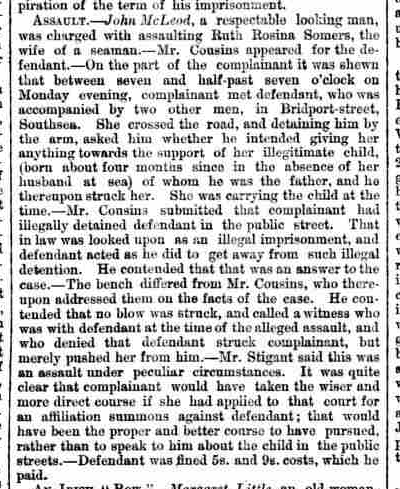 piration of the term of his imprisonment.
ASSAULT.—John McLeod, a respectable looking man,
was charged with assaulting Ruth Rosina Somers, the
wife of a seaman.—Mr. Cousins appeared for the de-
fendant.—On the part of the complainant it was shewn
that between seven and half-past seven o'clock on
Monday evening, complainant met defendant, who was
accompanied by two other men, in Bridport-street,
Southsea. She crossed the road, and detaining him by
the arm, asked him whether he intended giving her
anything towards the support of her illegitimate child,
(born about four months since in the absence of her
husband at sea) of whom he was the father, and he
thereupon struck her. She was carrying the child at the
time.—Mr. Cousins submitted that complainant had
illegally detained defendant in the public street. That
in law was looked upon as an illegal imprisonment, and
defendant acted as he did to get away from such illegal
detention. He contended that that was an answer to the
case.—The bench differed from Mr. Cousins, who there-
upon addressed them on the facts of the case. He con-
tended that no blow was struck, and called a witness who
was with defendant at the time of the alleged assault, and
who denied that defendant struck complainant, but
merely pushed her from him.—Mr. Stigant said this was
an assault under peculiar circumstances. It was quite
clear that complainant would have taken the wiser and
more direct course if she had applied to that court for
an affiliation summons against defendant; that would
have been the proper and better course to have pursued,
rather than to speak to him about the child in the public
streets.—Defendant was fined 5s. and 9s. costs, which he
paid.
AN IRISH "ROW."—Margaret Little, an old woman,